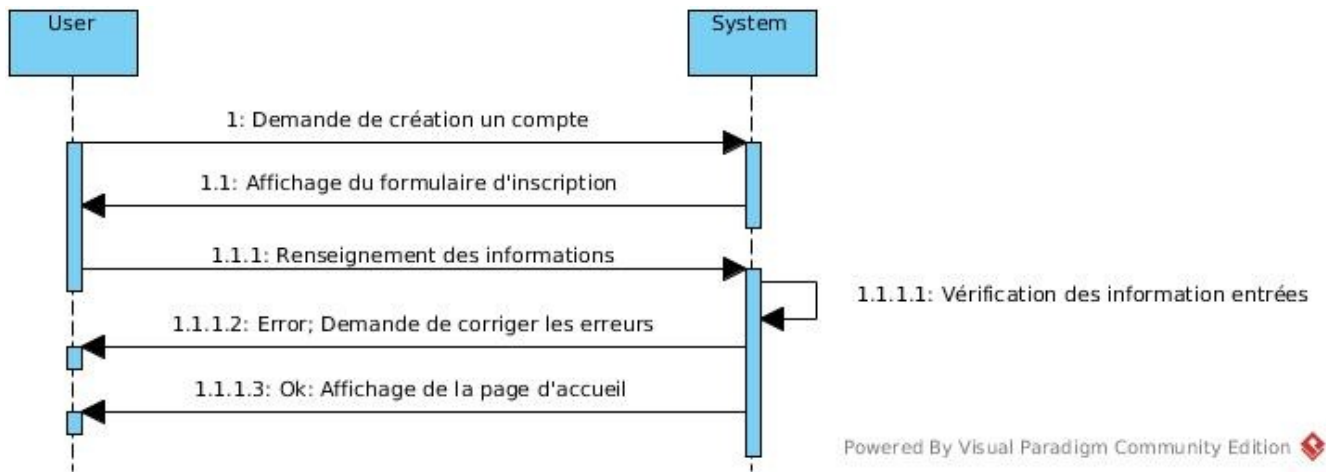 User
System
1: Demande de création un compte
1.1: Affichage du formulaire d'inscription
1.1.1: Renseignement des informations
1.1.1.1: Vérification des information entrées
1.1.1.2: Error; Demande de corriger les erreurs
1.1.1.3: Ok: Affichage de la page d'accueil
Powered By Visual Paradigm Community Edition